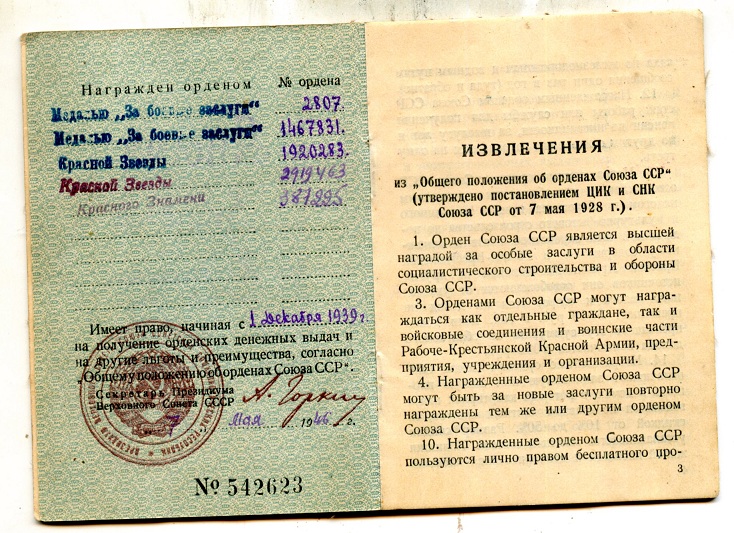 Награжден орденом № ордена
Медалью „За боевые заслуги“ 2807.
Медалью „За боевые заслуги“ 1467831.
Красной Звезды 1920283.
Красной Звезды 2919463
Красного Знамени 381995
Имеет право, начиная с 1 декабря 1939 г.
на получение орденских денежных выдач и
на другие льготы и преимущества, согласно
„Общему положению об орденах Союза ССР“.
Секретарь Президиума
Верховного Совета СССР А. Горкин
7 Мая 1946 г.
№ 542623
ИЗВЛЕЧЕНИЯ
из „Общего положения об орденах Союза ССР“
(утверждено постановлением ЦИК и СНК
Союза ССР от 7 мая 1928 г.).
1. Орден Союза ССР является высшей
наградой за особые заслуги в области
социалистического строительства и обороны
Союза ССР.
3. Орденами Союза ССР могут награ-
ждаться как отдельные граждане, так и
войсковые соединения и воинские части
Рабоче-Крестьянской Красной Армии, пред-
приятия, учреждения и организации.
4. Награжденные орденом Союза ССР
могут быть за новые заслуги повторно
награждены тем же или другим орденом
Союза ССР.
10. Награжденные орденом Союза ССР
пользуются лично правом бесплатного про-
3